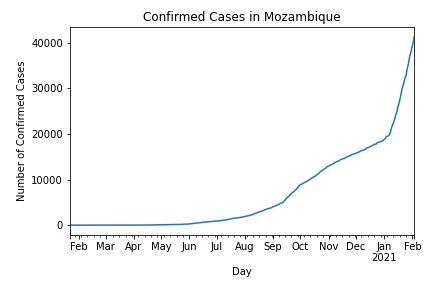 Confirmed Cases in Mozambique
Number of Confirmed Cases
40000
30000
20000
10000
0
Feb Mar Apr May Jun Jul Aug Sep Oct Nov Dec Jan Feb
2021
Day